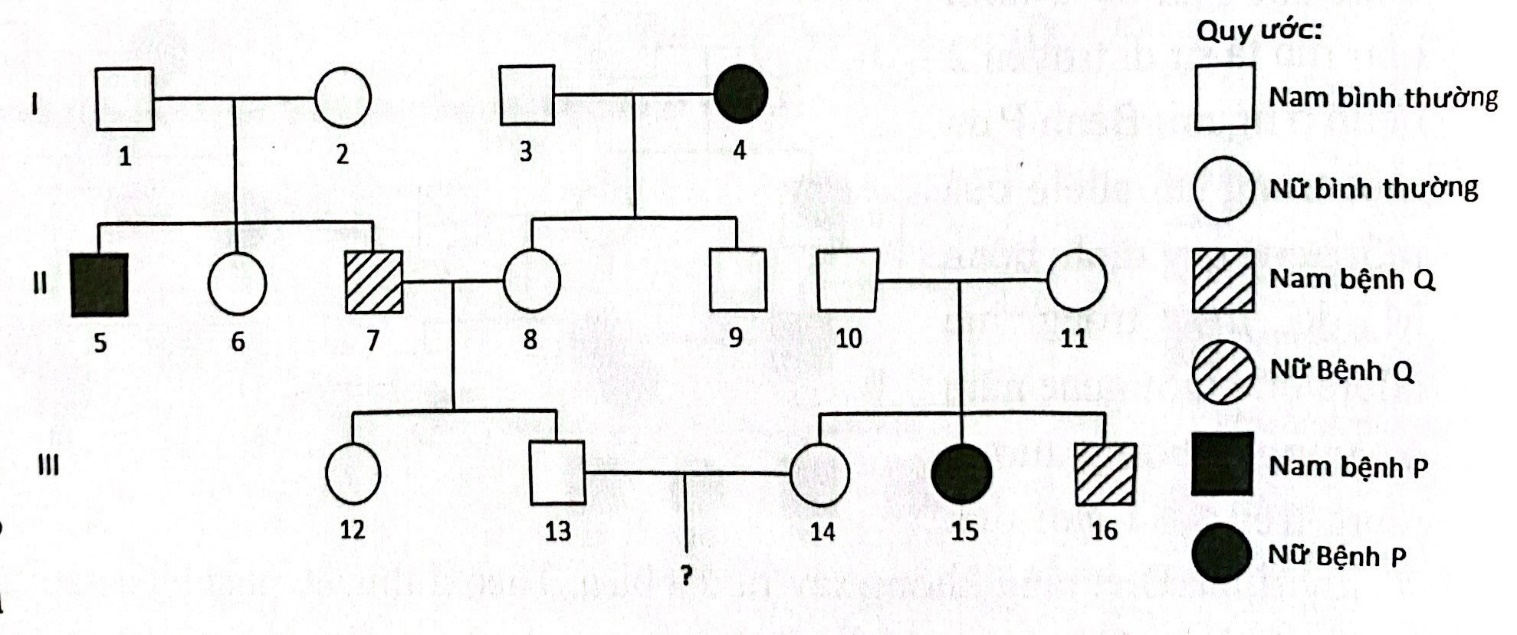 Quy ước:
I
1
2
3
4
Nam bình thường
Nữ bình thường
II
5
6
7
8
9
10
11
Nam bệnh Q
Nữ Bệnh Q
III
12
13
14
15
16
?
Nam bệnh P
Nữ Bệnh P